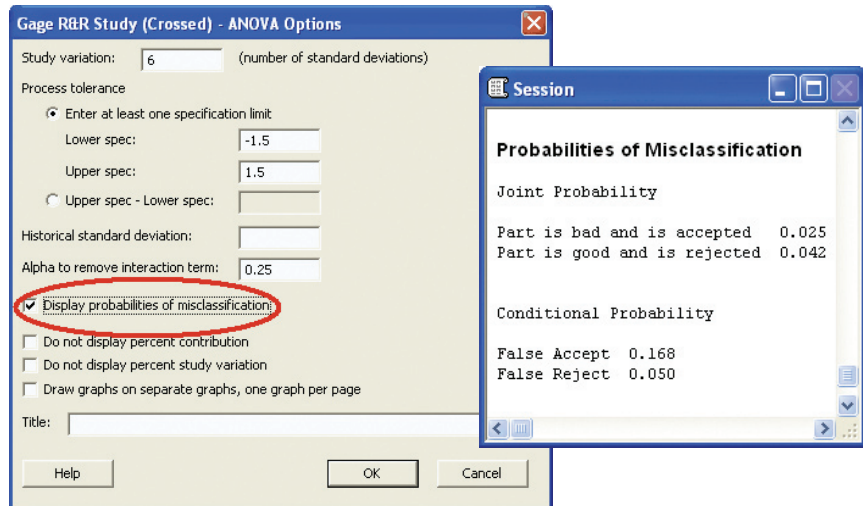 Gage R&R Study (Crossed) - ANOVA Options
Study variation: 6 (number of standard deviations)
Process tolerance
Enter at least one specification limit
Lower spec: -1.5
Upper spec: 1.5
Upper spec - Lower spec:
Historical standard deviation:
Alpha to remove interaction term: 0.25
Display probabilities of misclassification
Do not display percent contribution
Do not display percent study variation
Draw graphs on separate graphs, one graph per page
Title:
Help OK Cancel
Session
Probabilities of Misclassification
Joint Probability
Part is bad and is accepted 0.025
Part is good and is rejected 0.042
Conditional Probability
False Accept 0.168
False Reject 0.050